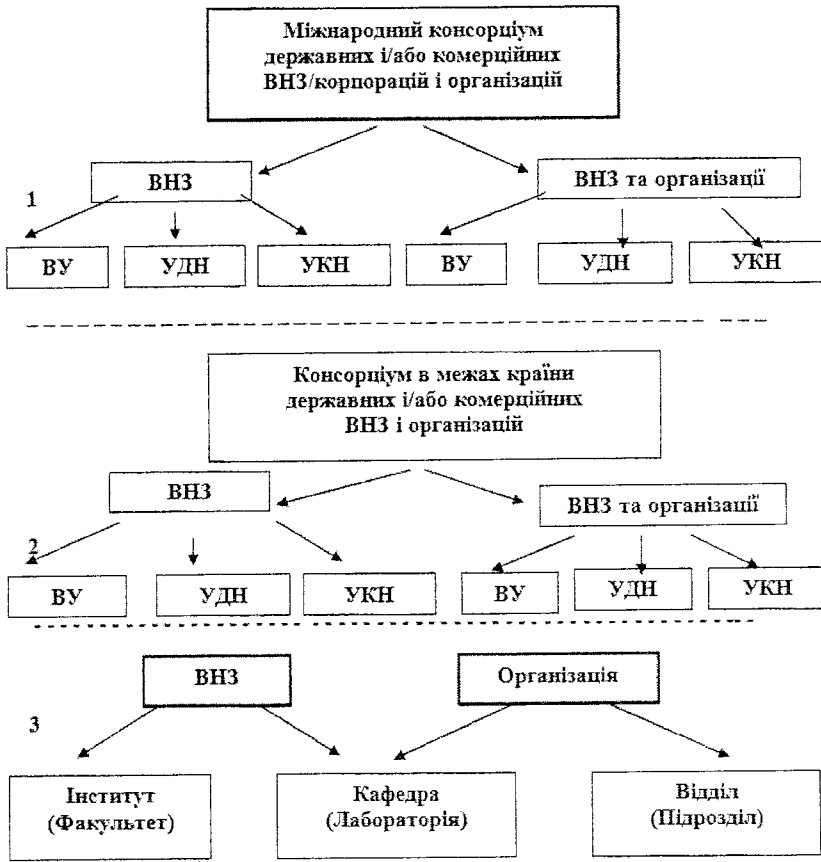 Міжнародний консорціум
державних і/або комерційних
ВНЗ/корпорацій і організацій
1
ВНЗ
ВНЗ та організації
ВУ
УДН
УКН
ВУ
УДН
УКН
Консорціум в межах країни
державних і/або комерційних
ВНЗ і організацій
ВНЗ
ВНЗ та організації
2
ВУ
УДН
УКН
ВУ
УДН
УКН
ВНЗ
Організація
3
Інститут
(Факультет)
Кафедра
(Лабораторія)
Відділ
(Підрозділ)